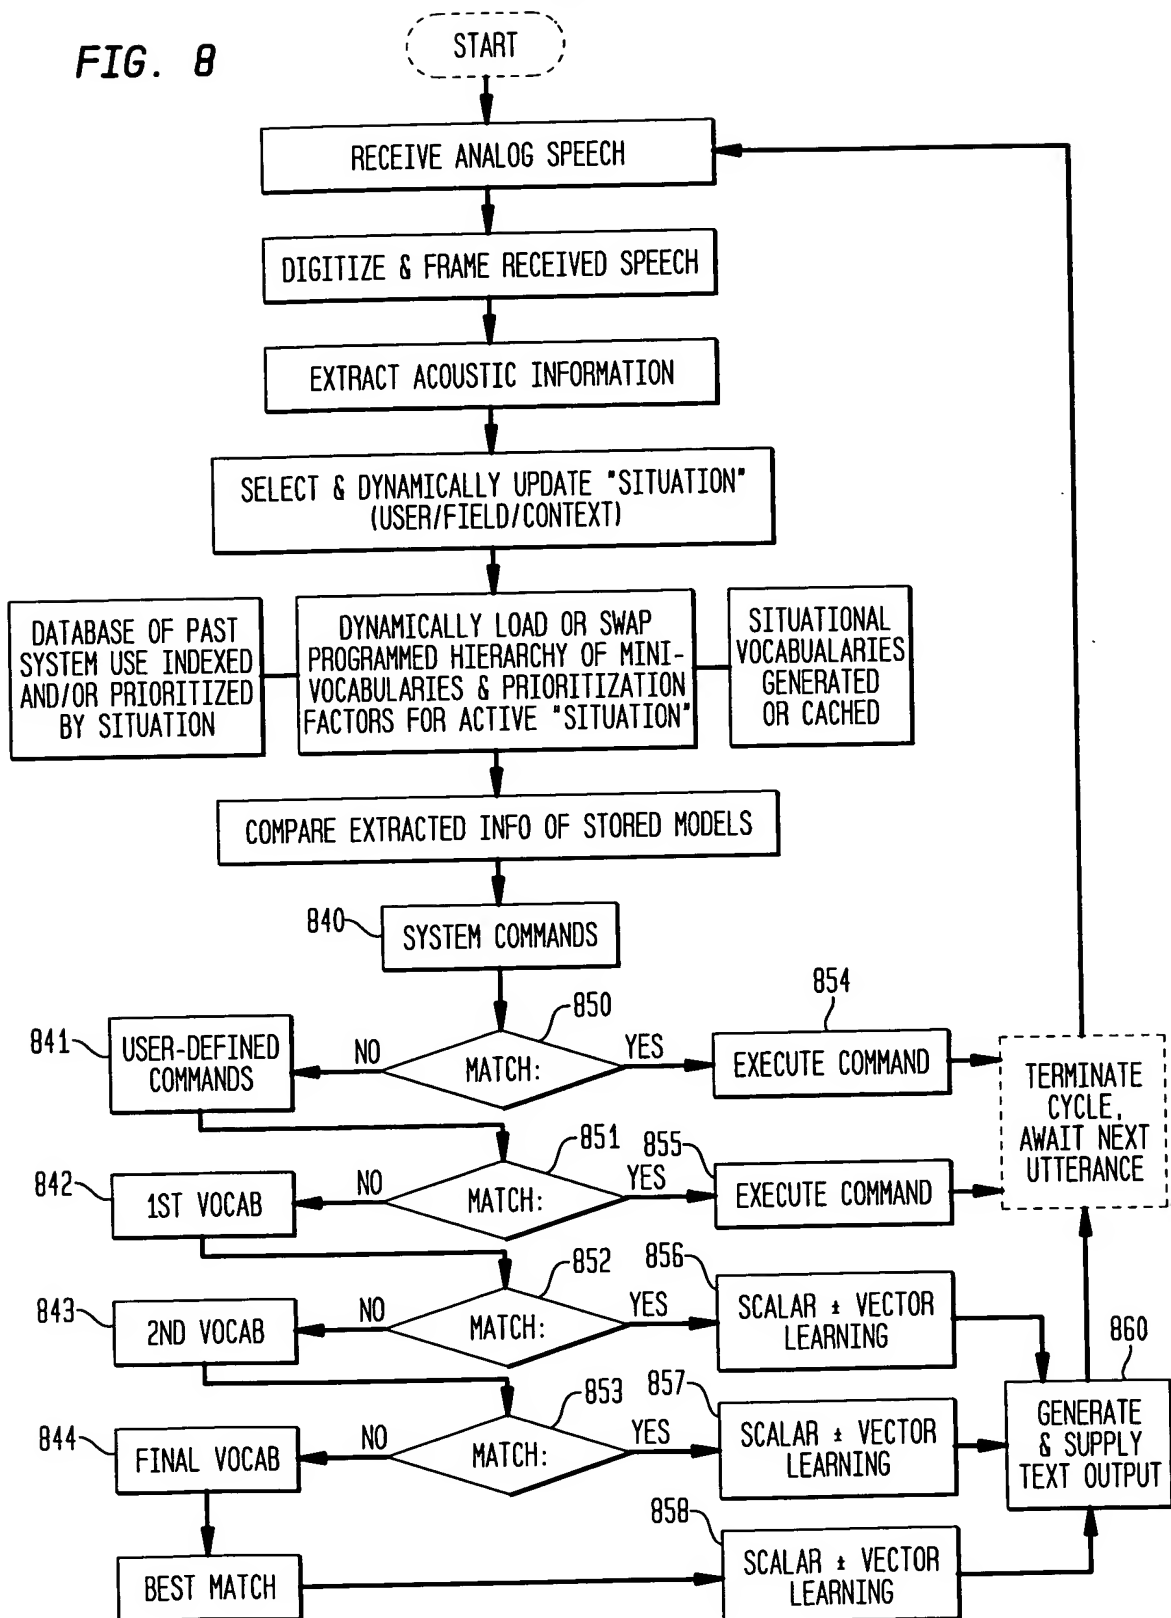 FIG. 8
START
RECEIVE ANALOG SPEECH
DIGITIZE & FRAME RECEIVED SPEECH
EXTRACT ACOUSTIC INFORMATION
SELECT & DYNAMICALLY UPDATE "SITUATION"
(USER/FIELD/CONTEXT)
DATABASE OF PAST
SYSTEM USE INDEXED
AND/OR PRIORITIZED
BY SITUATION
DYNAMICALLY LOAD OR SWAP
PROGRAMMED HIERARCHY OF MINI-
VOCABULARIES & PRIORITIZATION
FACTORS FOR ACTIVE "SITUATION"
SITUATIONAL
VOCABUALARIES
GENERATED
OR CACHED
COMPARE EXTRACTED INFO OF STORED MODELS
840
SYSTEM COMMANDS
850
854
841
USER-DEFINED
COMMANDS
NO
MATCH:
YES
EXECUTE COMMAND
TERMINATE
CYCLE,
AWAIT NEXT
UTTERANCE
851
855
842
1ST VOCAB
NO
MATCH:
YES
EXECUTE COMMAND
852
856
843
2ND VOCAB
NO
MATCH:
YES
SCALAR ± VECTOR
LEARNING
860
853
857
844
FINAL VOCAB
NO
MATCH:
YES
SCALAR ± VECTOR
LEARNING
GENERATE
& SUPPLY
TEXT OUTPUT
858
BEST MATCH
SCALAR ± VECTOR
LEARNING